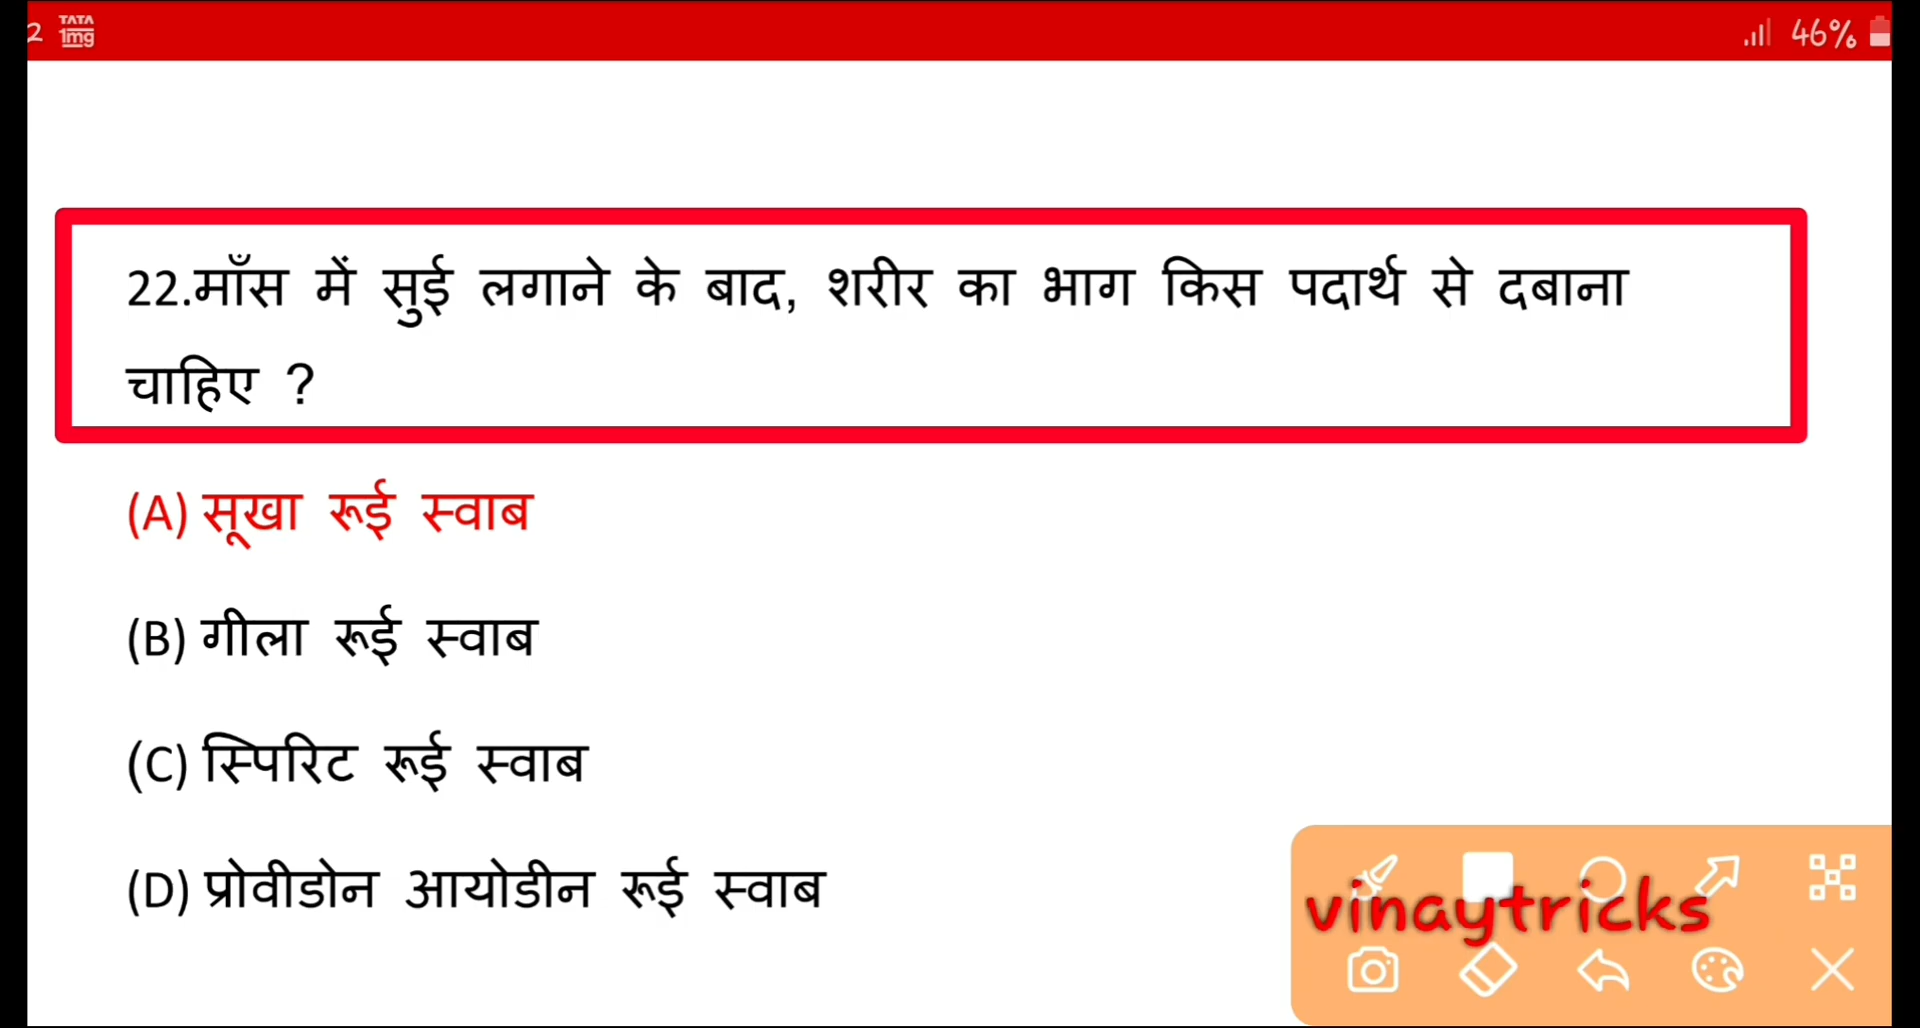 2 TATA 1mg 46%
22.माँस में सुई लगाने के बाद, शरीर का भाग किस पदार्थ से दबाना
चाहिए ?
(A) सूखा रूई स्वाब
(B) गीला रूई स्वाब
(C) स्पिरिट रूई स्वाब
(D) प्रोवीडोन आयोडीन रूई स्वाब
vinaytricks